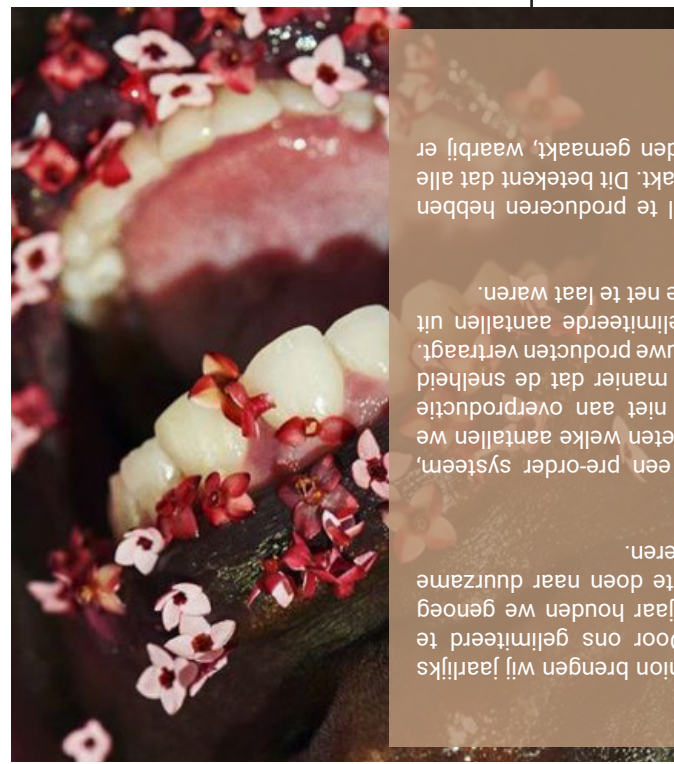 hion brengen wij jaarlijks
Door ons gelimiteerd te
jaar houden we genoeg
te doen naar duurzame
eren.
een pre-order systeem,
eten welke aantallen we
niet aan overproductie
manier dat de snelheid
uwe producten vertraagt.
elimiteerde aantallen uit
e net te laat waren.
l te produceren hebben
akt. Dit betekent dat alle
den gemaakt, waarbij er